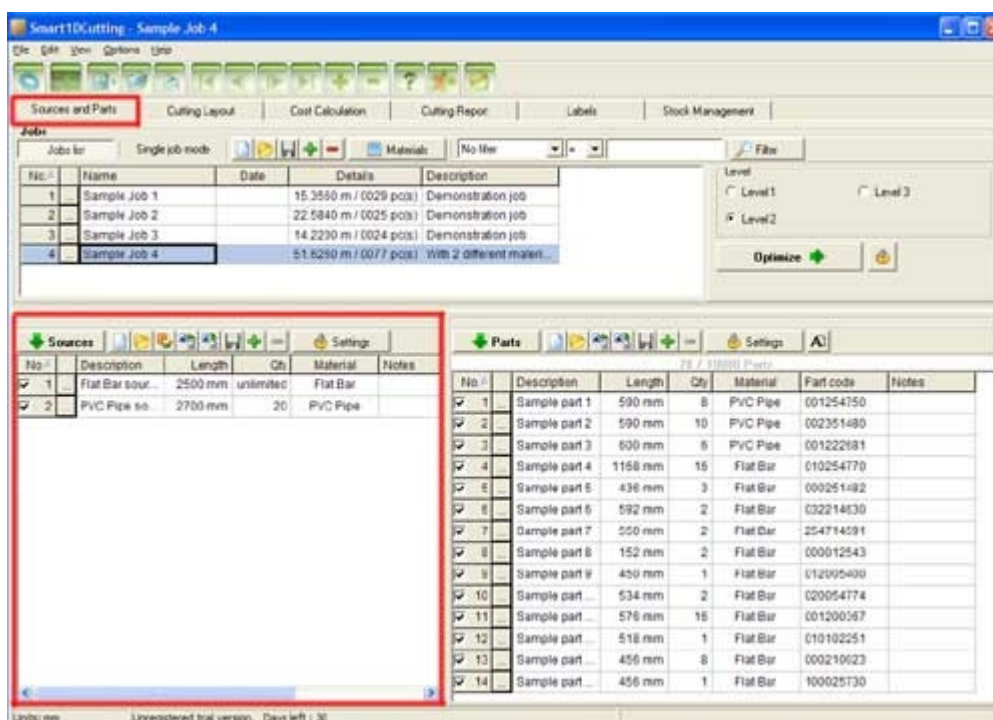 Smart1DCutting - Sample Job 4
File Edit View Options Help
Sources and Parts Cutting Layout Cost Calculation Cutting Repor Labels Stock Management
Jobs
Jobs list Single job mode Materials No filter = Filter
No. Name Date Details Description
1 ... Sample Job 1 15.3550 m / 0029 pc(s) Demonstration job
2 ... Sample Job 2 22.5840 m / 0025 pc(s) Demonstration job
3 ... Sample Job 3 14.2230 m / 0024 pc(s) Demonstration job
4 ... Sample Job 4 51.6250 m / 0077 pc(s) With 2 different materi...
Level
Level1 Level 3
Level2
Optimize
Sources Settings
No. Description Length Qty Material Notes
1 Flat Bar sour... 2500 mm unlimited Flat Bar
2 PVC Pipe so... 2700 mm 20 PVC Pipe
Parts Settings A
Parts
No. Description Length Qty Material Part code Notes
1 ... Sample part 1 590 mm 8 PVC Pipe 001254750
2 ... Sample part 2 590 mm 10 PVC Pipe 002351480
3 ... Sample part 3 600 mm 6 PVC Pipe 001222681
4 ... Sample part 4 1168 mm 15 Flat Bar 010254770
5 ... Sample part 5 436 mm 3 Flat Bar 000251482
6 ... Sample part 6 592 mm 2 Flat Bar 032214630
7 ... Sample part 7 550 mm 2 Flat Bar 254714591
8 ... Sample part 8 152 mm 2 Flat Bar 000012543
9 ... Sample part 9 450 mm 1 Flat Bar 012005400
10 ... Sample part ... 534 mm 2 Flat Bar 020054774
11 ... Sample part ... 576 mm 16 Flat Bar 001200367
12 ... Sample part ... 518 mm 1 Flat Bar 010102251
13 ... Sample part ... 456 mm 8 Flat Bar 000210023
14 ... Sample part ... 456 mm 1 Flat Bar 100025730
Units: mm Unregistered trial version. Days left : 30